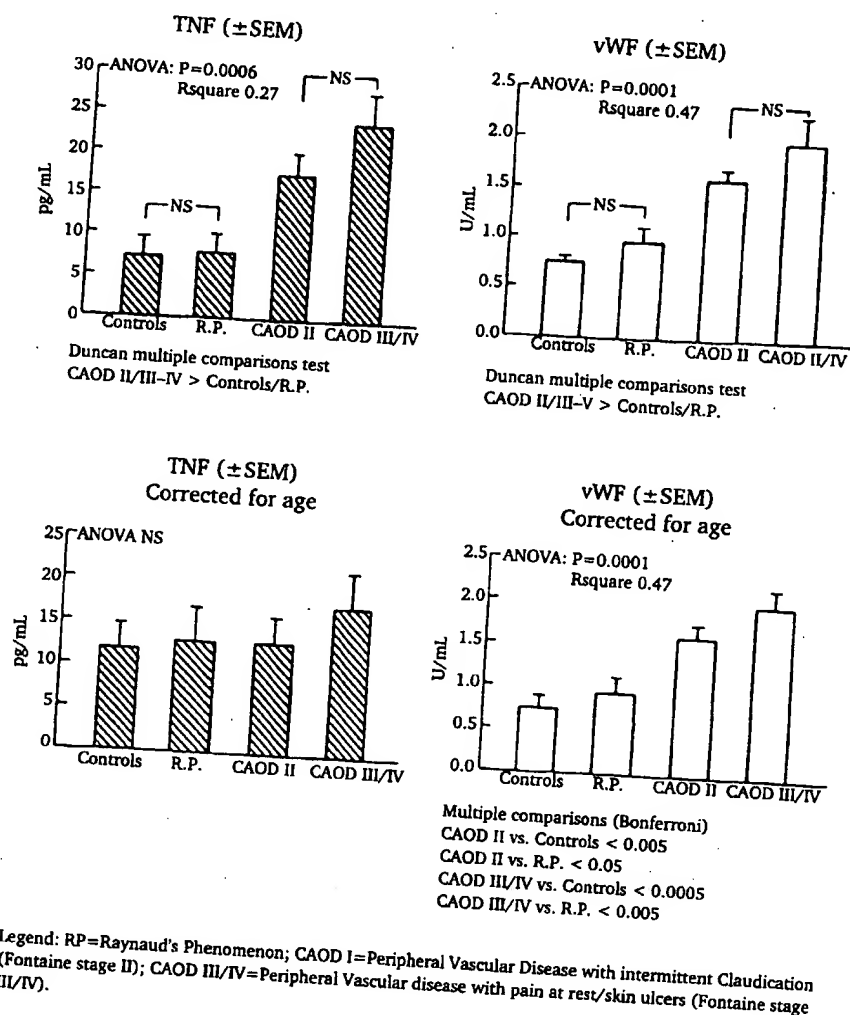 TNF (±SEM)
30
ANOVA: P=0.0006
Rsquare 0.27
NS
25
20
15
10
5
0
pg/mL
NS
Controls
R.P.
CAOD II
CAOD III/IV
Duncan multiple comparisons test
CAOD II/III–IV > Controls/R.P.
vWF (±SEM)
2.5
ANOVA: P=0.0001
Rsquare 0.47
NS
2.0
1.5
1.0
0.5
0.0
U/mL
NS
Controls
R.P.
CAOD II
CAOD II/IV
Duncan multiple comparisons test
CAOD II/III–V > Controls/R.P.
TNF (±SEM)
Corrected for age
25
ANOVA NS
20
15
10
5
0
pg/mL
Controls
R.P.
CAOD II
CAOD III/IV
vWF (±SEM)
Corrected for age
2.5
ANOVA: P=0.0001
Rsquare 0.47
2.0
1.5
1.0
0.5
0.0
U/mL
Controls
R.P.
CAOD II
CAOD III/IV
Multiple comparisons (Bonferroni)
CAOD II vs. Controls < 0.005
CAOD II vs. R.P. < 0.05
CAOD III/IV vs. Controls < 0.0005
CAOD III/IV vs. R.P. < 0.005
Legend: RP=Raynaud's Phenomenon; CAOD I=Peripheral Vascular Disease with intermittent Claudication
(Fontaine stage II); CAOD III/IV=Peripheral Vascular disease with pain at rest/skin ulcers (Fontaine stage
II/IV).